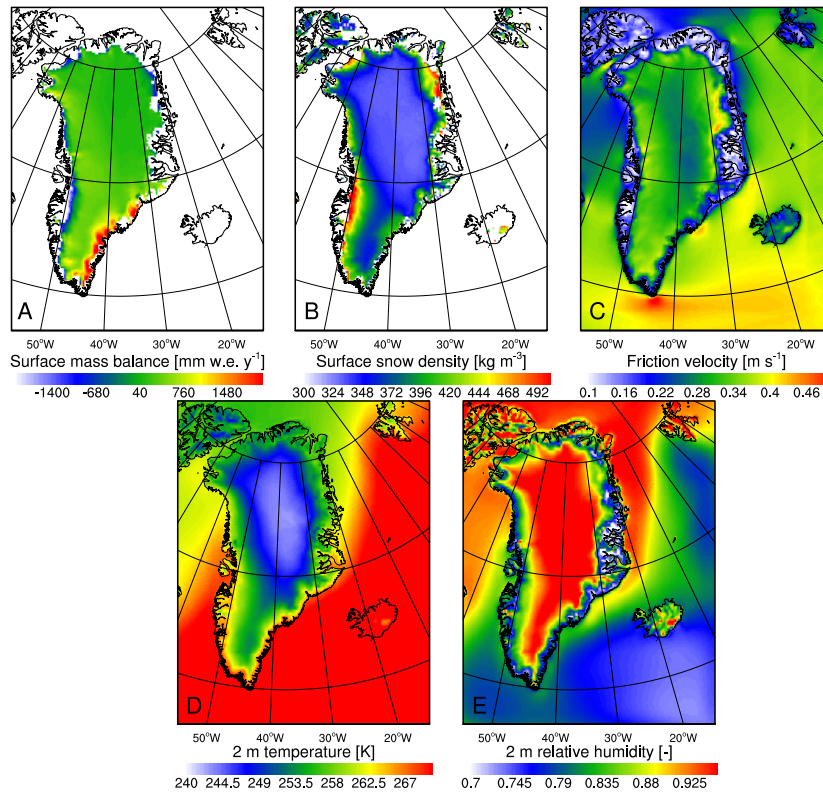 A
B
C
50°W 40°W 30°W 20°W
50°W 40°W 30°W 20°W
50°W 40°W 30°W 20°W
Surface mass balance [mm w.e. y⁻¹]
Surface snow density [kg m⁻³]
Friction velocity [m s⁻¹]
-1400 -680 40 760 1480
300 324 348 372 396 420 444 468 492
0.1 0.16 0.22 0.28 0.34 0.4 0.46
D
E
50°W 40°W 30°W 20°W
50°W 40°W 30°W 20°W
2 m temperature [K]
2 m relative humidity [-]
240 244.5 249 253.5 258 262.5 267
0.7 0.745 0.79 0.835 0.88 0.925